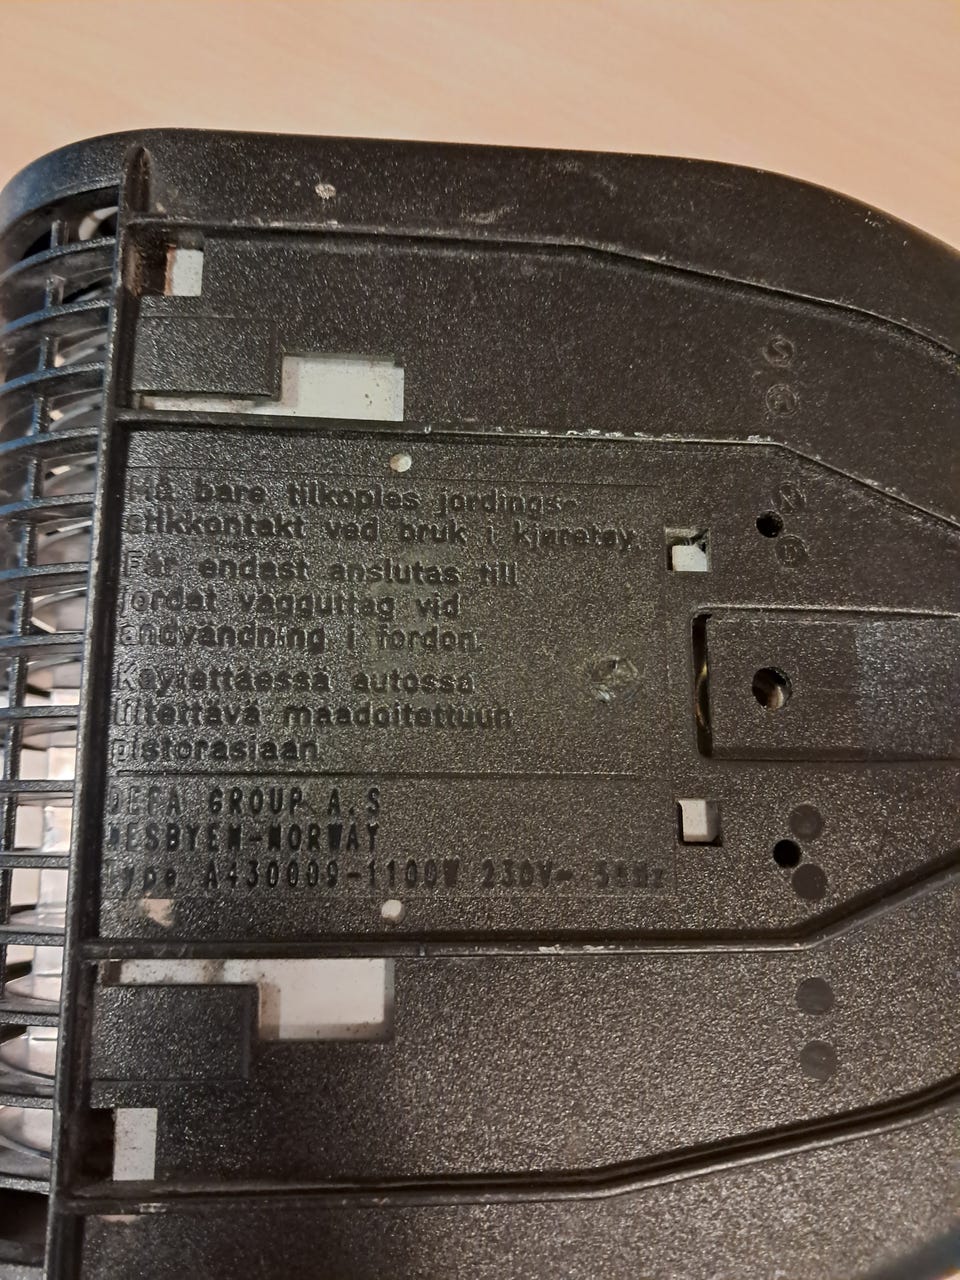 Må bare tilkoples jordings-
stikkontakt ved bruk i kjøretøy.
Får endast anslutas till
jordat vägguttag vid
andvändning i fordon.
Käytettäessä autossa
liitettävä maadoitettuun
pistorasiaan
DEFA GROUP A.S
NESBYEN-NORWAY
Type A430009-1100W 230V~ 50Hz